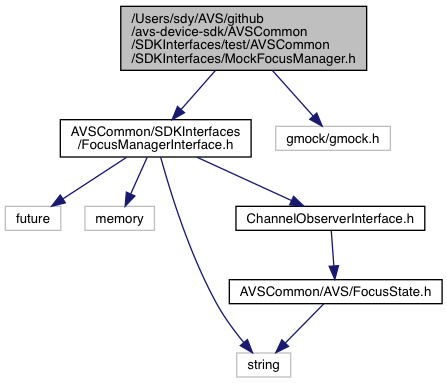 /Users/sdy/AVS/github
/avs-device-sdk/AVSCommon
/SDKInterfaces/test/AVSCommon
/SDKInterfaces/MockFocusManager.h
AVSCommon/SDKInterfaces
/FocusManagerInterface.h
gmock/gmock.h
future
memory
ChannelObserverInterface.h
AVSCommon/AVS/FocusState.h
string